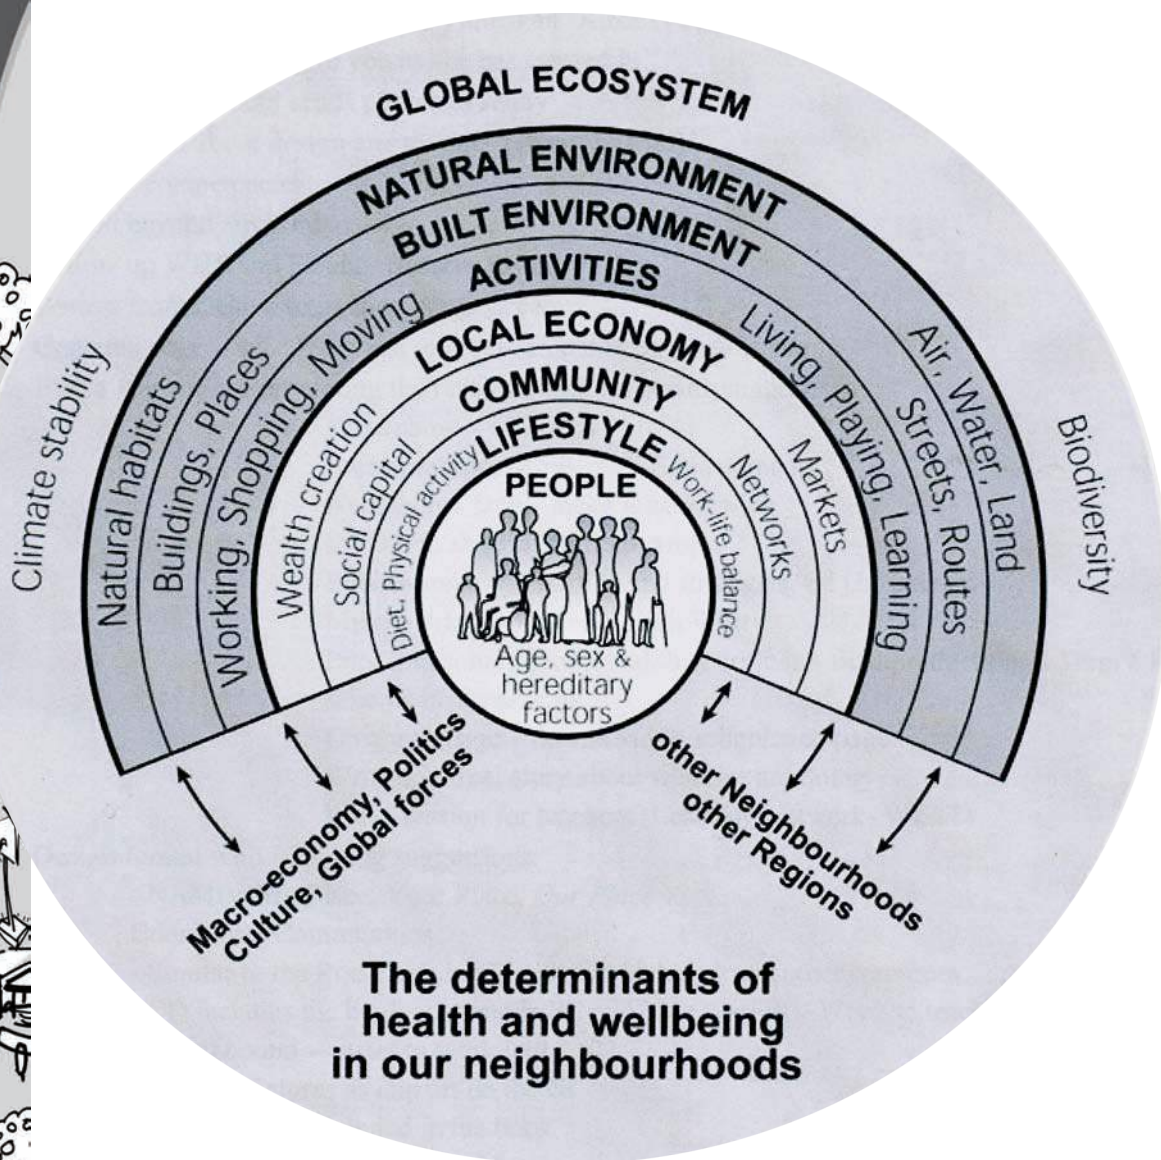 GLOBAL ECOSYSTEM
NATURAL ENVIRONMENT
BUILT ENVIRONMENT
ACTIVITIES
LOCAL ECONOMY
COMMUNITY
LIFESTYLE
PEOPLE
Age, sex &
hereditary
factors
Climate stability
Biodiversity
Natural habitats
Air, Water, Land
Buildings, Places
Streets, Routes
Working, Shopping, Moving
Living, Playing, Learning
Wealth creation
Markets
Social capital
Networks
Diet, Physical activity
Work-life balance
Macro-economy, Politics
Culture, Global forces
other Neighbourhoods
other Regions
The determinants of
health and wellbeing
in our neighbourhoods